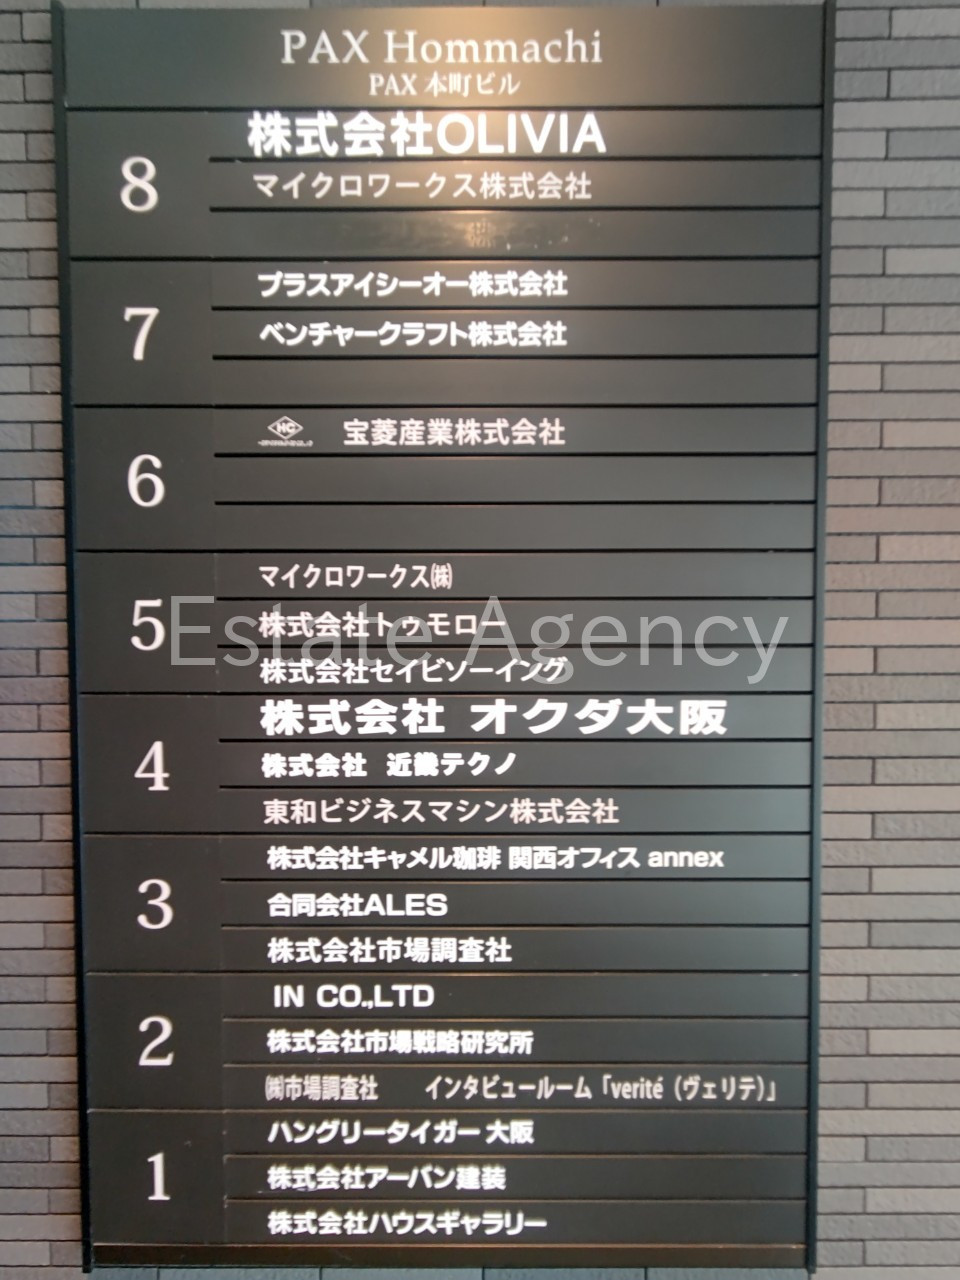 PAX Hommachi
PAX 本町ビル
8
株式会社OLIVIA
マイクロワークス株式会社
7
プラスアイシーオー株式会社
ベンチャークラフト株式会社
6
HC 宝菱産業株式会社
5
マイクロワークス㈱
株式会社トゥモロー
Estate Agency
株式会社セイビソーイング
4
株式会社 オクダ大阪
株式会社 近畿テクノ
東和ビジネスマシン株式会社
3
株式会社キャメル珈琲 関西オフィス annex
合同会社ALES
株式会社市場調査社
2
IN CO.,LTD
株式会社市場戦略研究所
㈱市場調査社 インタビュールーム「verité（ヴェリテ）」
1
ハングリータイガー大阪
株式会社アーバン建装
株式会社ハウスギャラリー